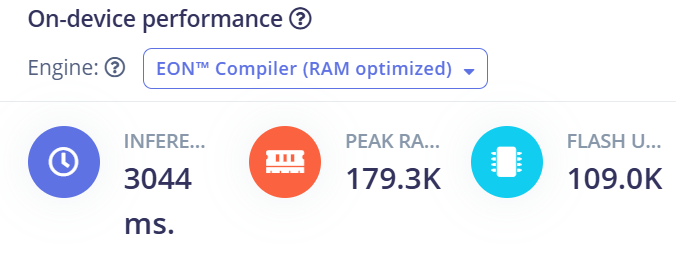 On-device performance ?
Engine: ? EON™ Compiler (RAM optimized)
INFERE... PEAK RA... FLASH U...
3044 179.3K 109.0K
ms.